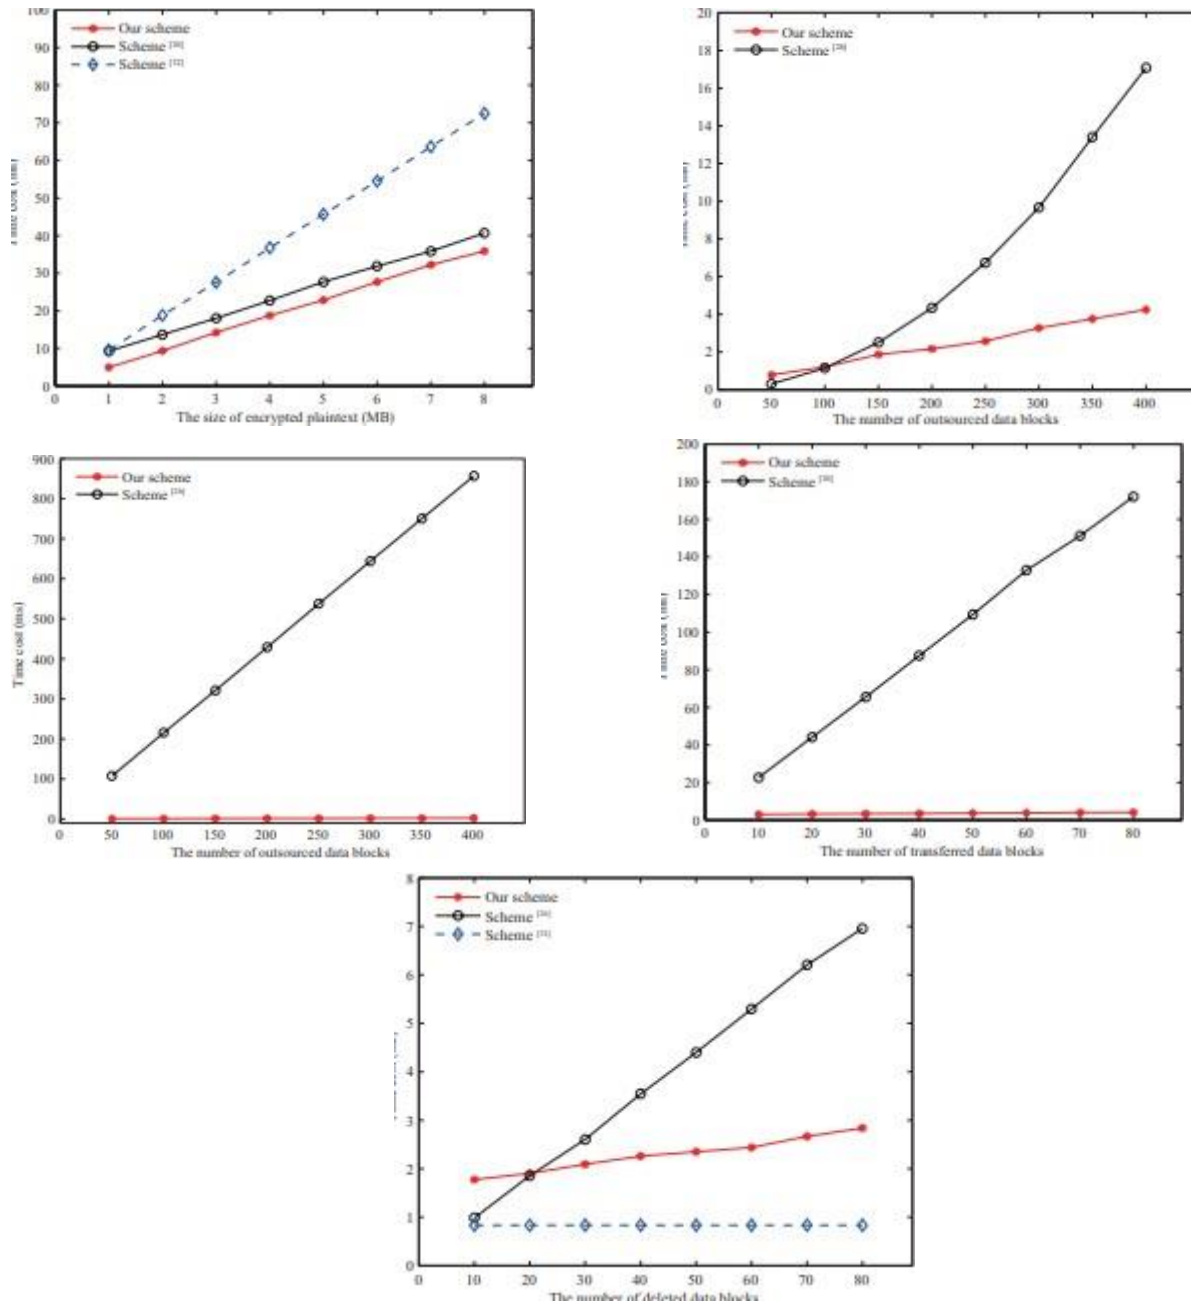 100
90
80
70
60
50
40
30
20
10
0
Our scheme
Scheme
Scheme
0 1 2 3 4 5 6 7 8
The size of encrypted plaintext (MB)
20
18
16
14
12
10
8
6
4
2
0
Our scheme
Scheme
50 100 150 200 250 300 350 400
The number of outsourced data blocks
900
800
700
600
500
400
300
200
100
0
Time cost (ms)
Our scheme
Scheme
0 50 100 150 200 250 300 350 400
The number of outsourced data blocks
200
180
160
140
120
100
80
60
40
20
0
Our scheme
Scheme
0 10 20 30 40 50 60 70 80
The number of transferred data blocks
8
7
6
5
4
3
2
1
0
Our scheme
Scheme
Scheme
0 10 20 30 40 50 60 70 80
The number of deleted data blocks